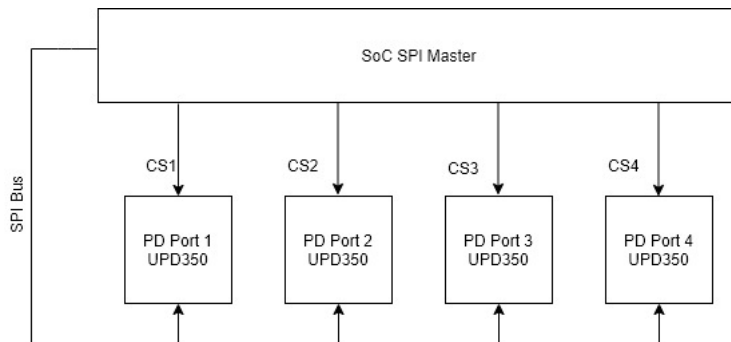 SoC SPI Master
CS1
CS2
CS3
CS4
SPI Bus
PD Port 1
UPD350
PD Port 2
UPD350
PD Port 3
UPD350
PD Port 4
UPD350